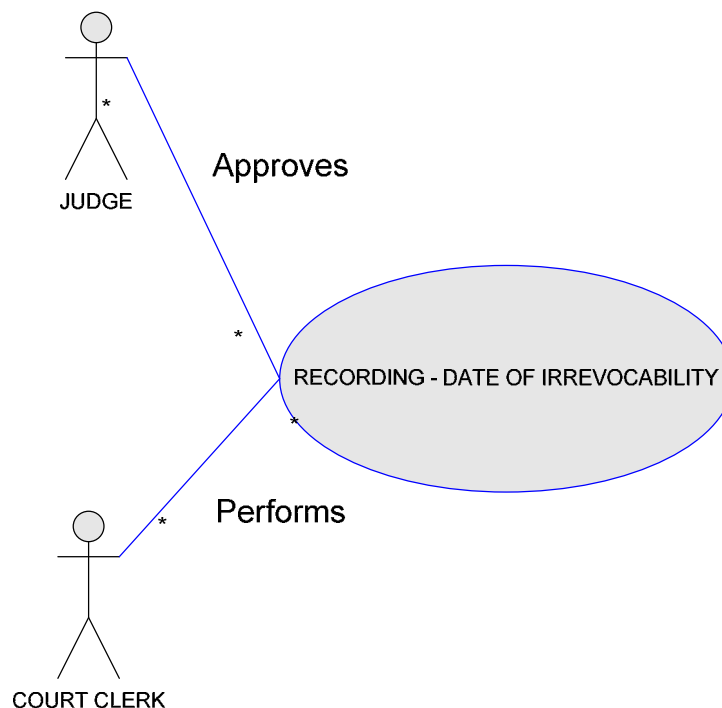 *
JUDGE
Approves
*
RECORDING - DATE OF IRREVOCABILITY
*
Performs
*
COURT CLERK